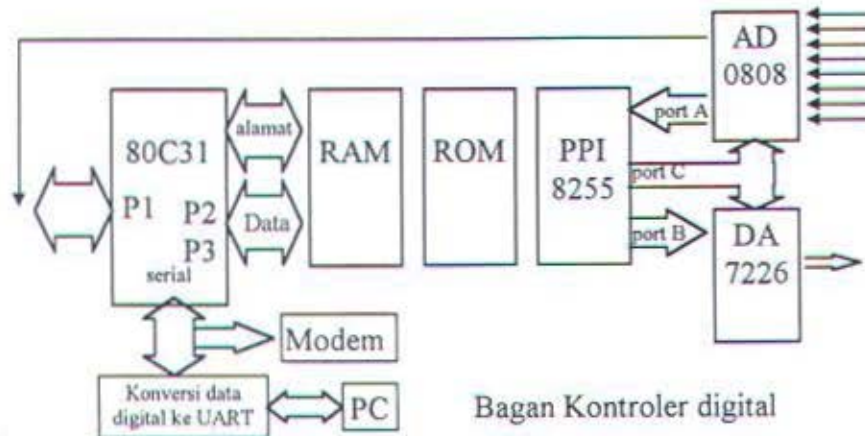 AD
0808
80C31
P1
P2
P3
serial
alamat
Data
RAM
ROM
PPI
8255
port A
port C
port B
DA
7226
Modem
Konversi data
digital ke UART
PC
Bagan Kontroler digital